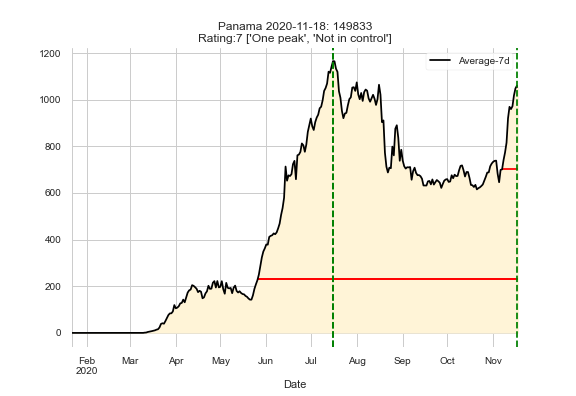 Panama 2020-11-18: 149833
Rating:7 ['One peak', 'Not in control']
Average-7d
1200
1000
800
600
400
200
0
Feb Mar Apr May Jun Jul Aug Sep Oct Nov
2020
Date